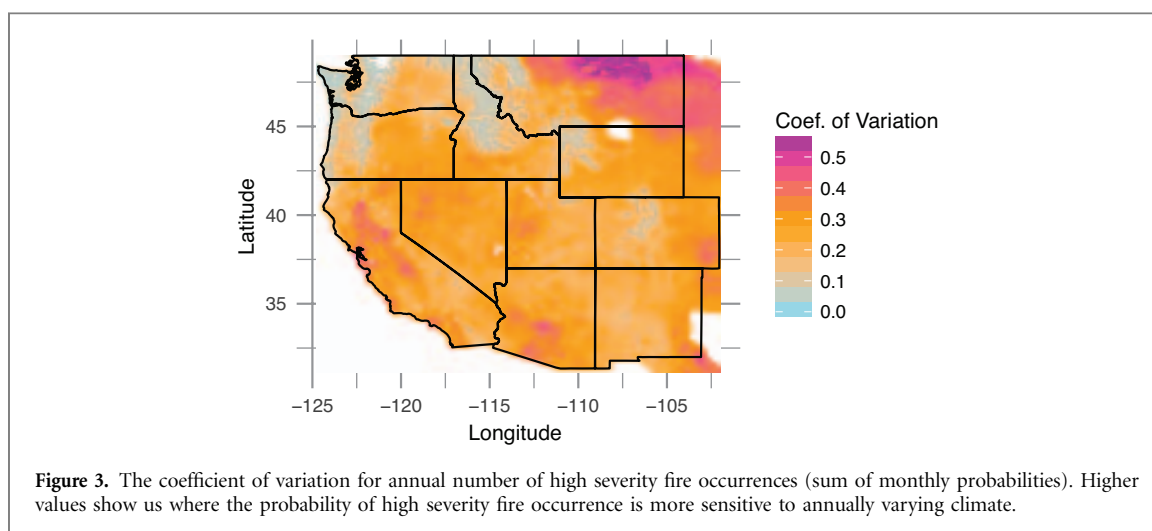 Coef. of Variation
0.5
0.4
0.3
0.2
0.1
0.0
Latitude
45
40
35
−125
−120
−115
−110
−105
Longitude
Figure 3. The coefficient of variation for annual number of high severity fire occurrences (sum of monthly probabilities). Higher
values show us where the probability of high severity fire occurrence is more sensitive to annually varying climate.